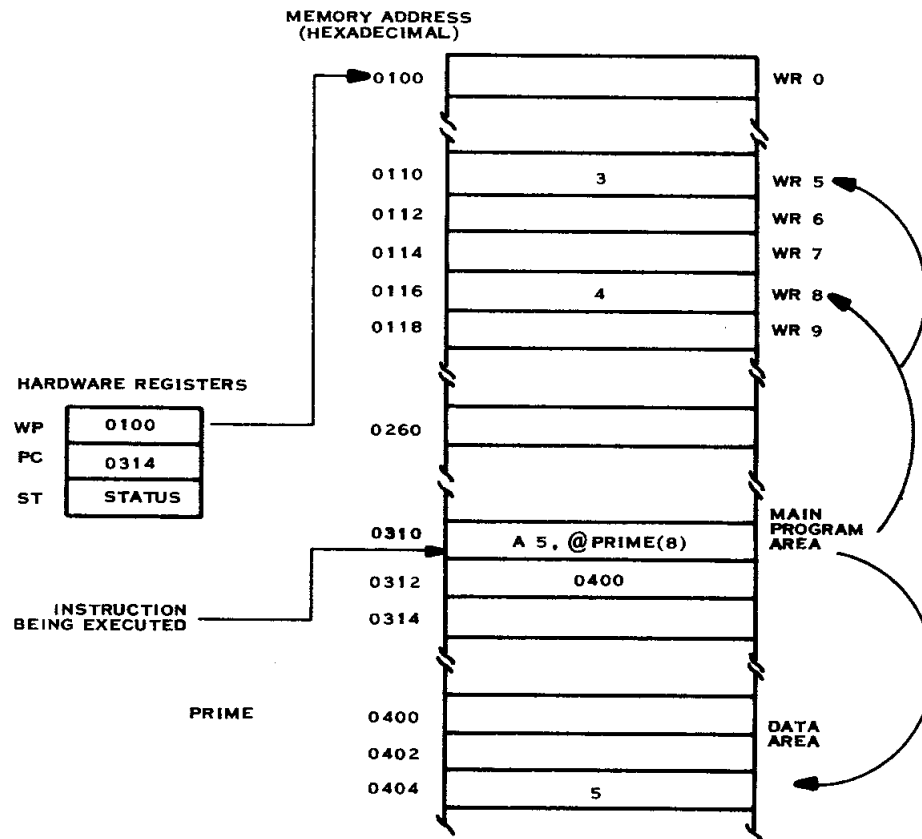 MEMORY ADDRESS
(HEXADECIMAL)
0100 WR 0
0110 3 WR 5
0112 WR 6
0114 WR 7
0116 4 WR 8
0118 WR 9
HARDWARE REGISTERS
WP 0100
PC 0314
ST STATUS
0260
MAIN
PROGRAM
AREA
0310 A 5, @PRIME(8)
0312 0400
0314
INSTRUCTION
BEING EXECUTED
PRIME
0400
DATA
AREA
0402
0404 5